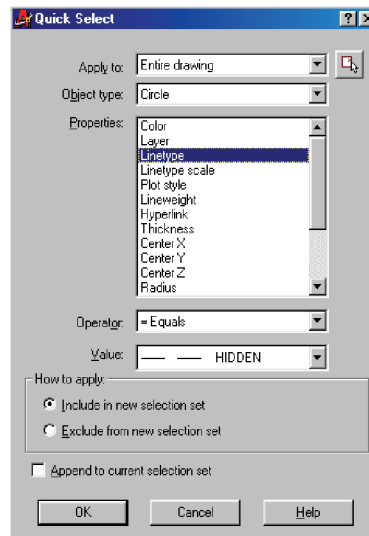 Quick Select
Apply to: Entire drawing
Object type: Circle
Properties:
Color
Layer
Linetype
Linetype scale
Plot style
Lineweight
Hyperlink
Thickness
Center X
Center Y
Center Z
Radius
Operator: = Equals
Value: HIDDEN
How to apply:
Include in new selection set
Exclude from new selection set
Append to current selection set
OK Cancel Help